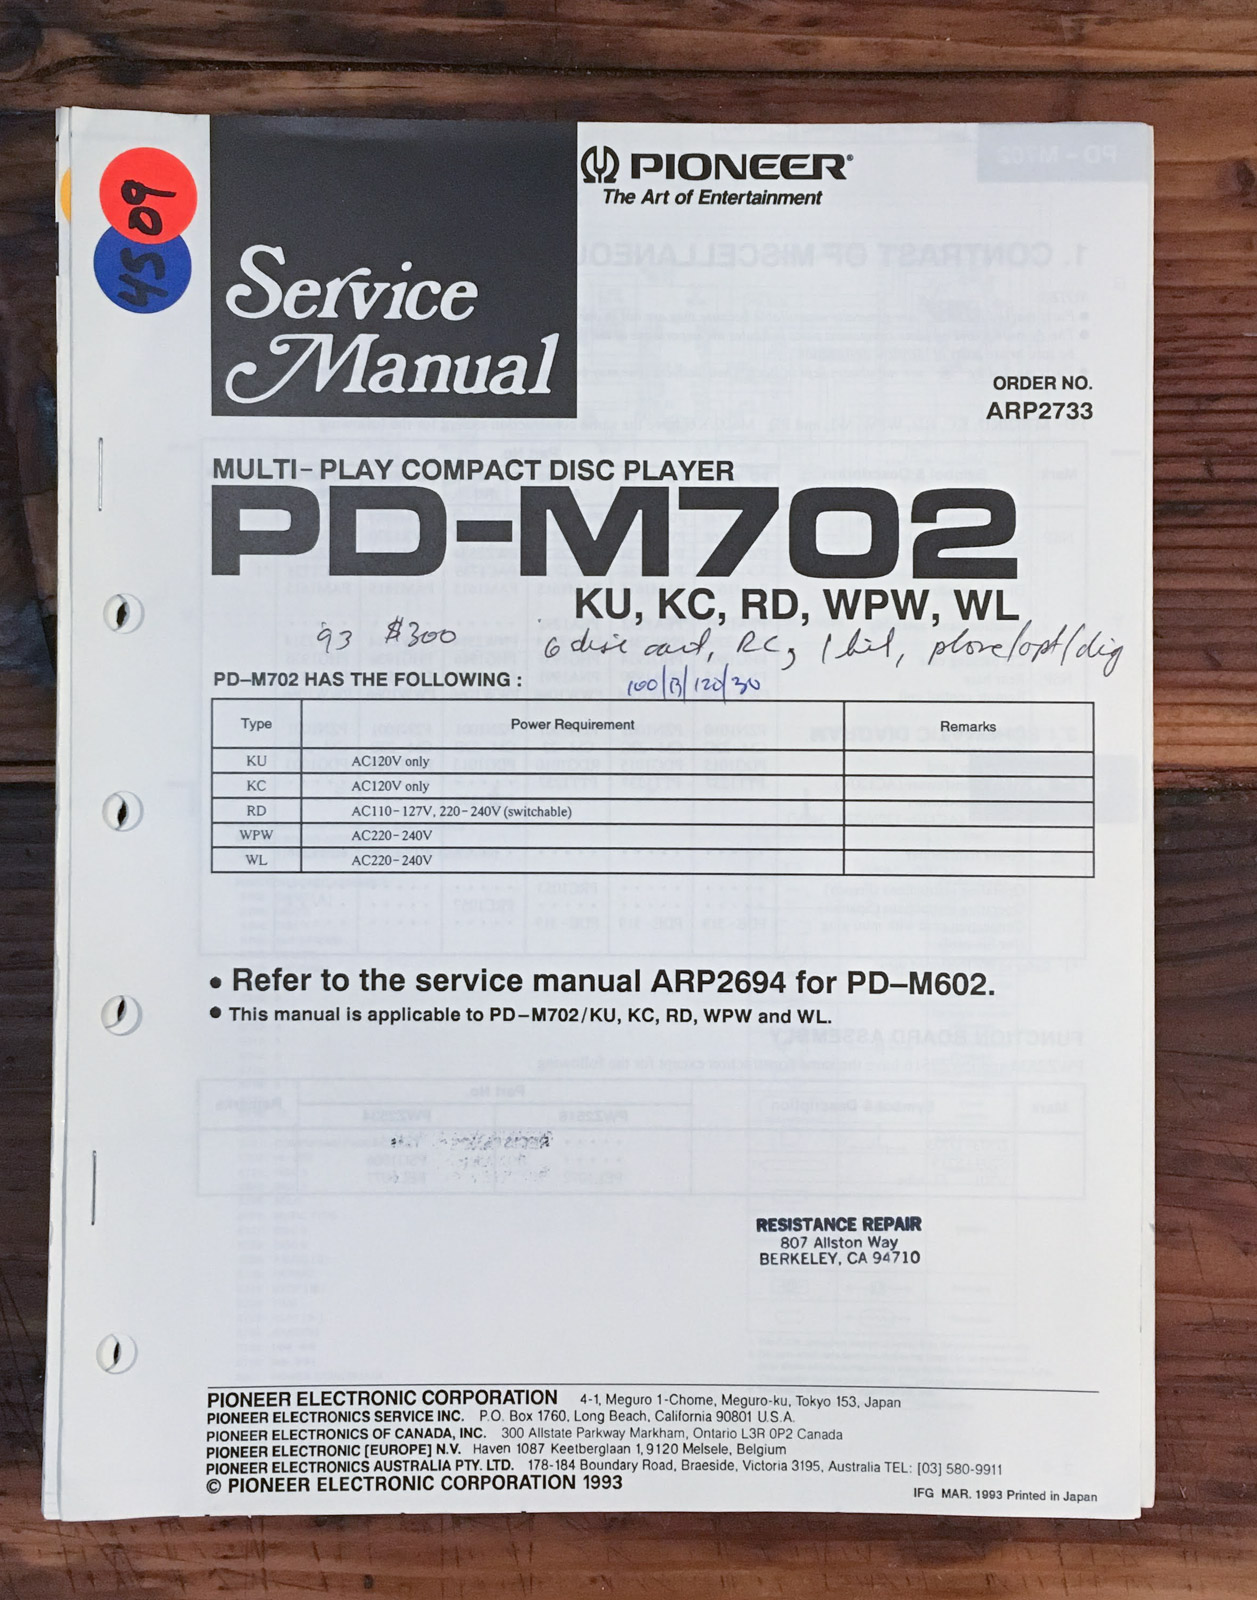 09
45
PIONEER®
The Art of Entertainment
Service
Manual
ORDER NO.
ARP2733
MULTI-PLAY COMPACT DISC PLAYER
PD-M702
KU, KC, RD, WPW, WL
93 $300 6 disc cart, RC, 1 bit, phone/opt/dig
100/13/120/30
PD-M702 HAS THE FOLLOWING :
Type Power Requirement Remarks
KU AC120V only
KC AC120V only
RD AC110-127V, 220-240V (switchable)
WPW AC220-240V
WL AC220-240V
• Refer to the service manual ARP2694 for PD-M602.
• This manual is applicable to PD-M702/KU, KC, RD, WPW and WL.
RESISTANCE REPAIR
807 Allston Way
BERKELEY, CA 94710
PIONEER ELECTRONIC CORPORATION 4-1, Meguro 1-Chome, Meguro-ku, Tokyo 153, Japan
PIONEER ELECTRONICS SERVICE INC. P.O. Box 1760, Long Beach, California 90801 U.S.A.
PIONEER ELECTRONICS OF CANADA, INC. 300 Allstate Parkway Markham, Ontario L3R 0P2 Canada
PIONEER ELECTRONIC [EUROPE] N.V. Haven 1087 Keetberglaan 1, 9120 Melsele, Belgium
PIONEER ELECTRONICS AUSTRALIA PTY. LTD. 178-184 Boundary Road, Braeside, Victoria 3195, Australia TEL: [03] 580-9911
© PIONEER ELECTRONIC CORPORATION 1993
IFG MAR. 1993 Printed in Japan